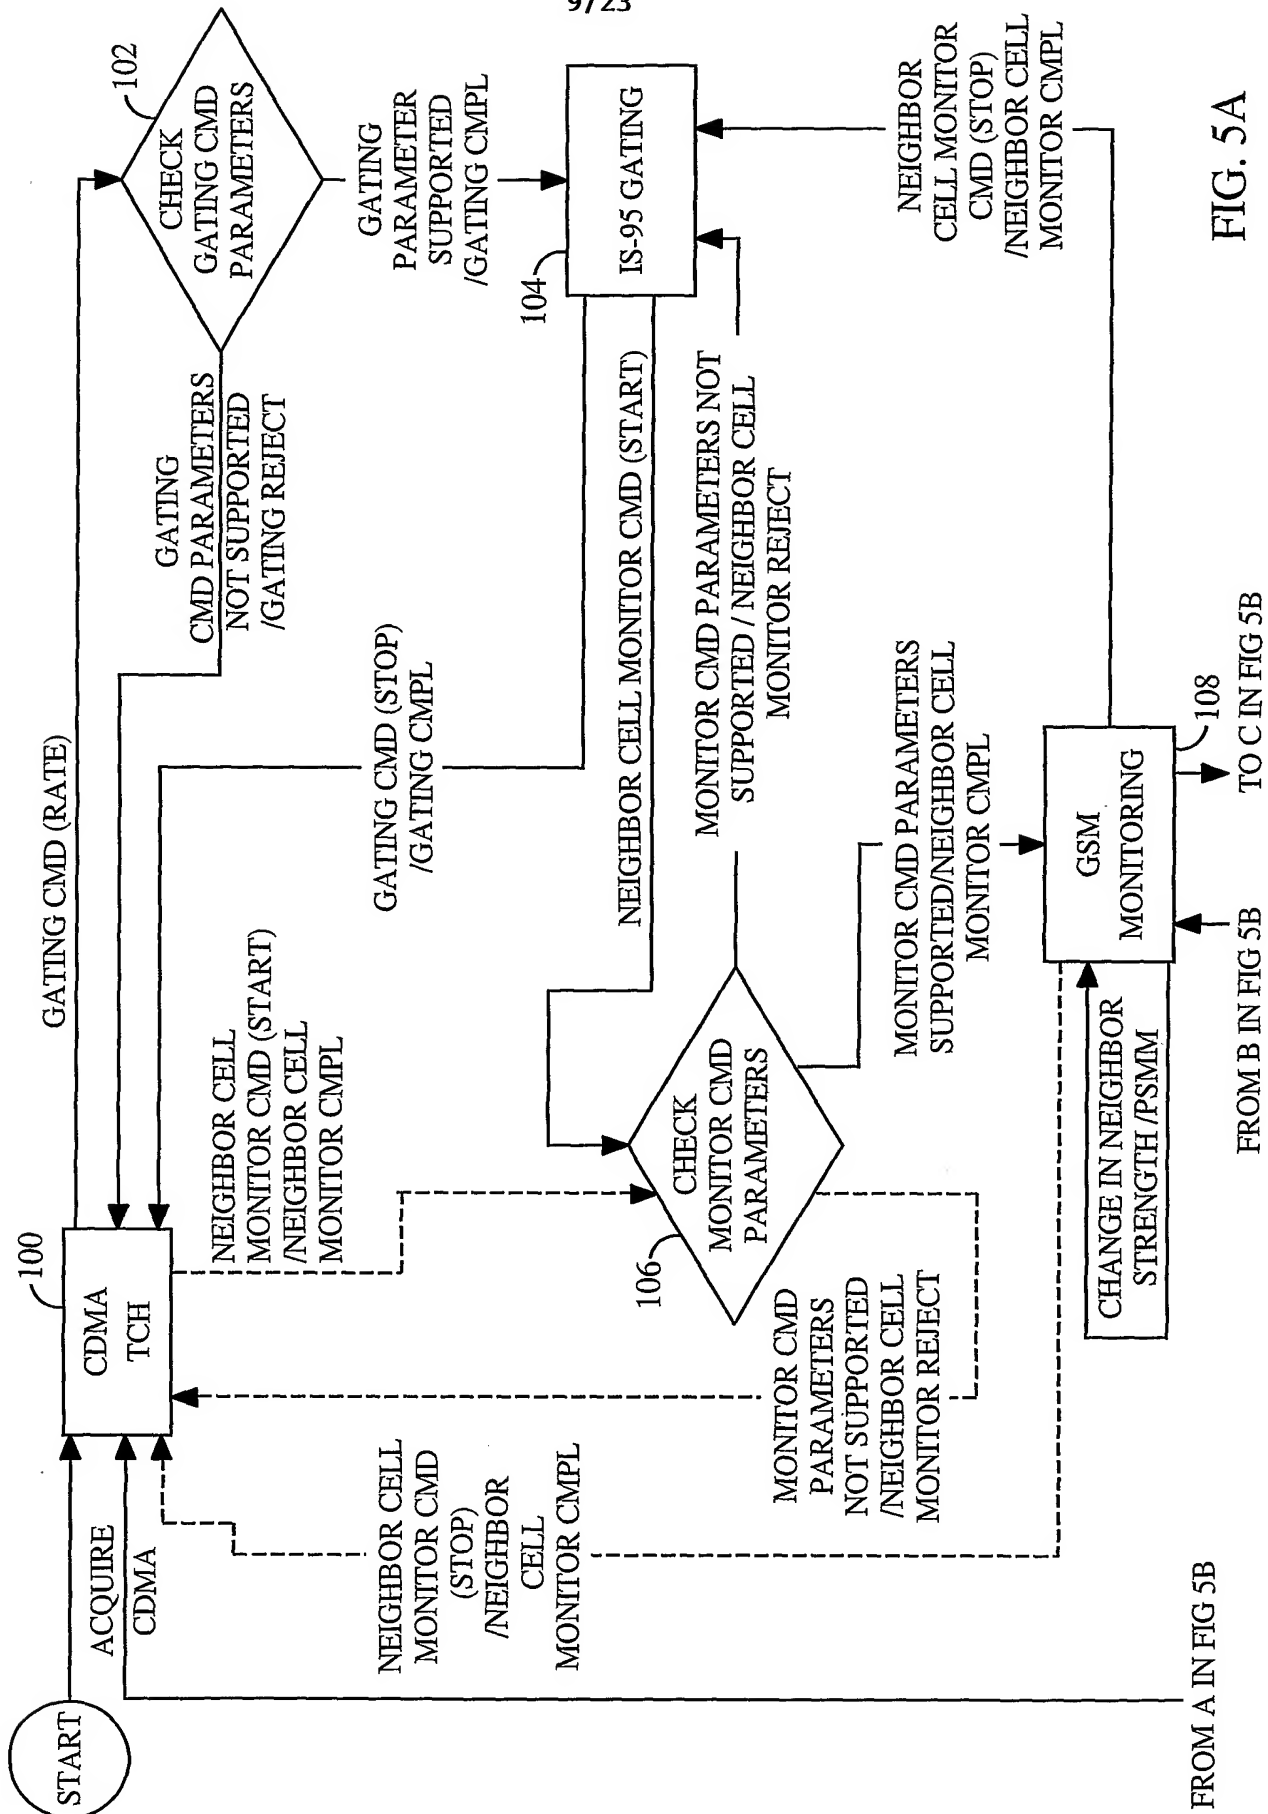 9/23
START
ACQUIRE
CDMA
100
CDMA
TCH
GATING CMD (RATE)
102
CHECK
GATING CMD
PARAMETERS
GATING
CMD PARAMETERS
NOT SUPPORTED
/GATING REJECT
GATING
PARAMETER
SUPPORTED
/GATING CMPL
NEIGHBOR CELL
MONITOR CMD (START)
/NEIGHBOR CELL
MONITOR CMPL
GATING CMD (STOP)
/GATING CMPL
104
IS-95 GATING
NEIGHBOR CELL MONITOR CMD (START)
NEIGHBOR CELL
MONITOR CMD
(STOP)
/NEIGHBOR
CELL
MONITOR CMPL
106
CHECK
MONITOR CMD
PARAMETERS
MONITOR CMD PARAMETERS NOT
SUPPORTED / NEIGHBOR CELL
MONITOR REJECT
MONITOR CMD
PARAMETERS
NOT SUPPORTED
/NEIGHBOR CELL
MONITOR REJECT
MONITOR CMD PARAMETERS
SUPPORTED/NEIGHBOR CELL
MONITOR CMPL
NEIGHBOR
CELL MONITOR
CMD (STOP)
/NEIGHBOR CELL
MONITOR CMPL
CHANGE IN NEIGHBOR
STRENGTH /PSMM
GSM
MONITORING
108
FROM A IN FIG 5B
FROM B IN FIG 5B
TO C IN FIG 5B
FIG. 5A